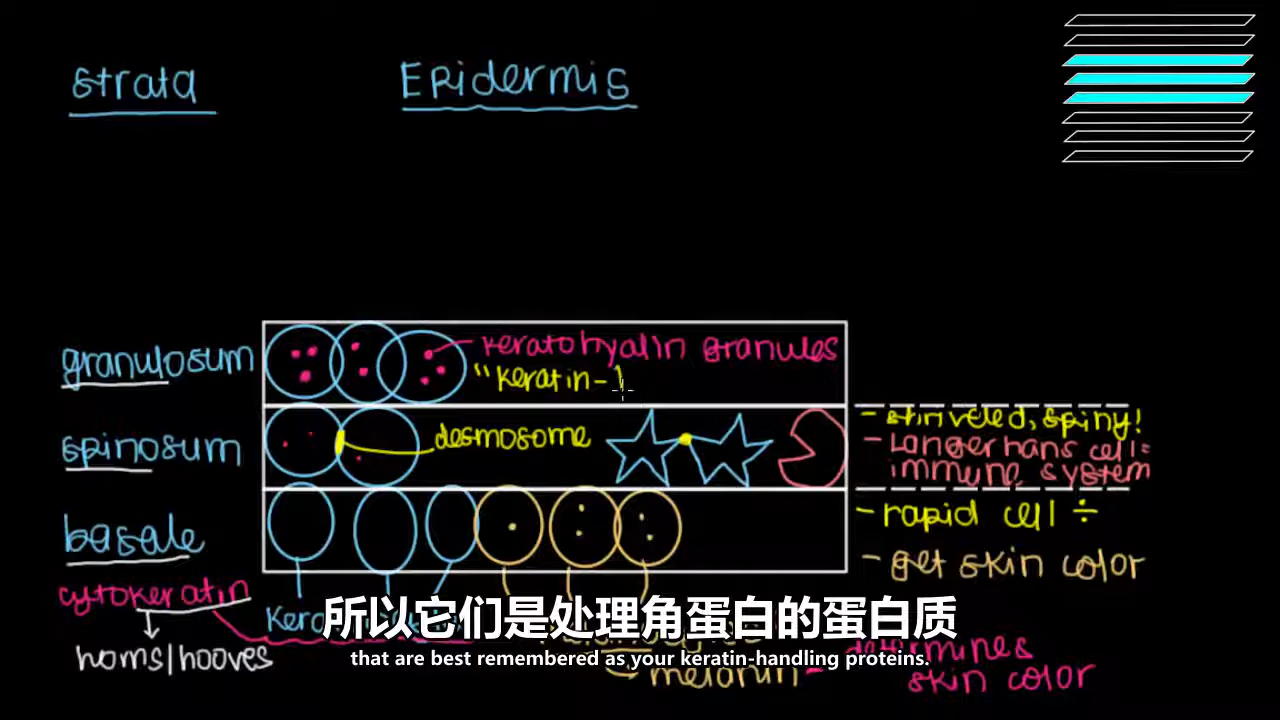 strata
Epidermis
granulosum
keratohyalin granules
"keratin-
spinosum
desmosome
- shriveled, spiny!
- Langerhans cell =
immune system
basale
- rapid cell ÷
- get skin color
cytokeratin
horns/hooves
所以它们是处理角蛋白的蛋白质
that are best remembered as your keratin-handling proteins.
determines
melanin -
skin color